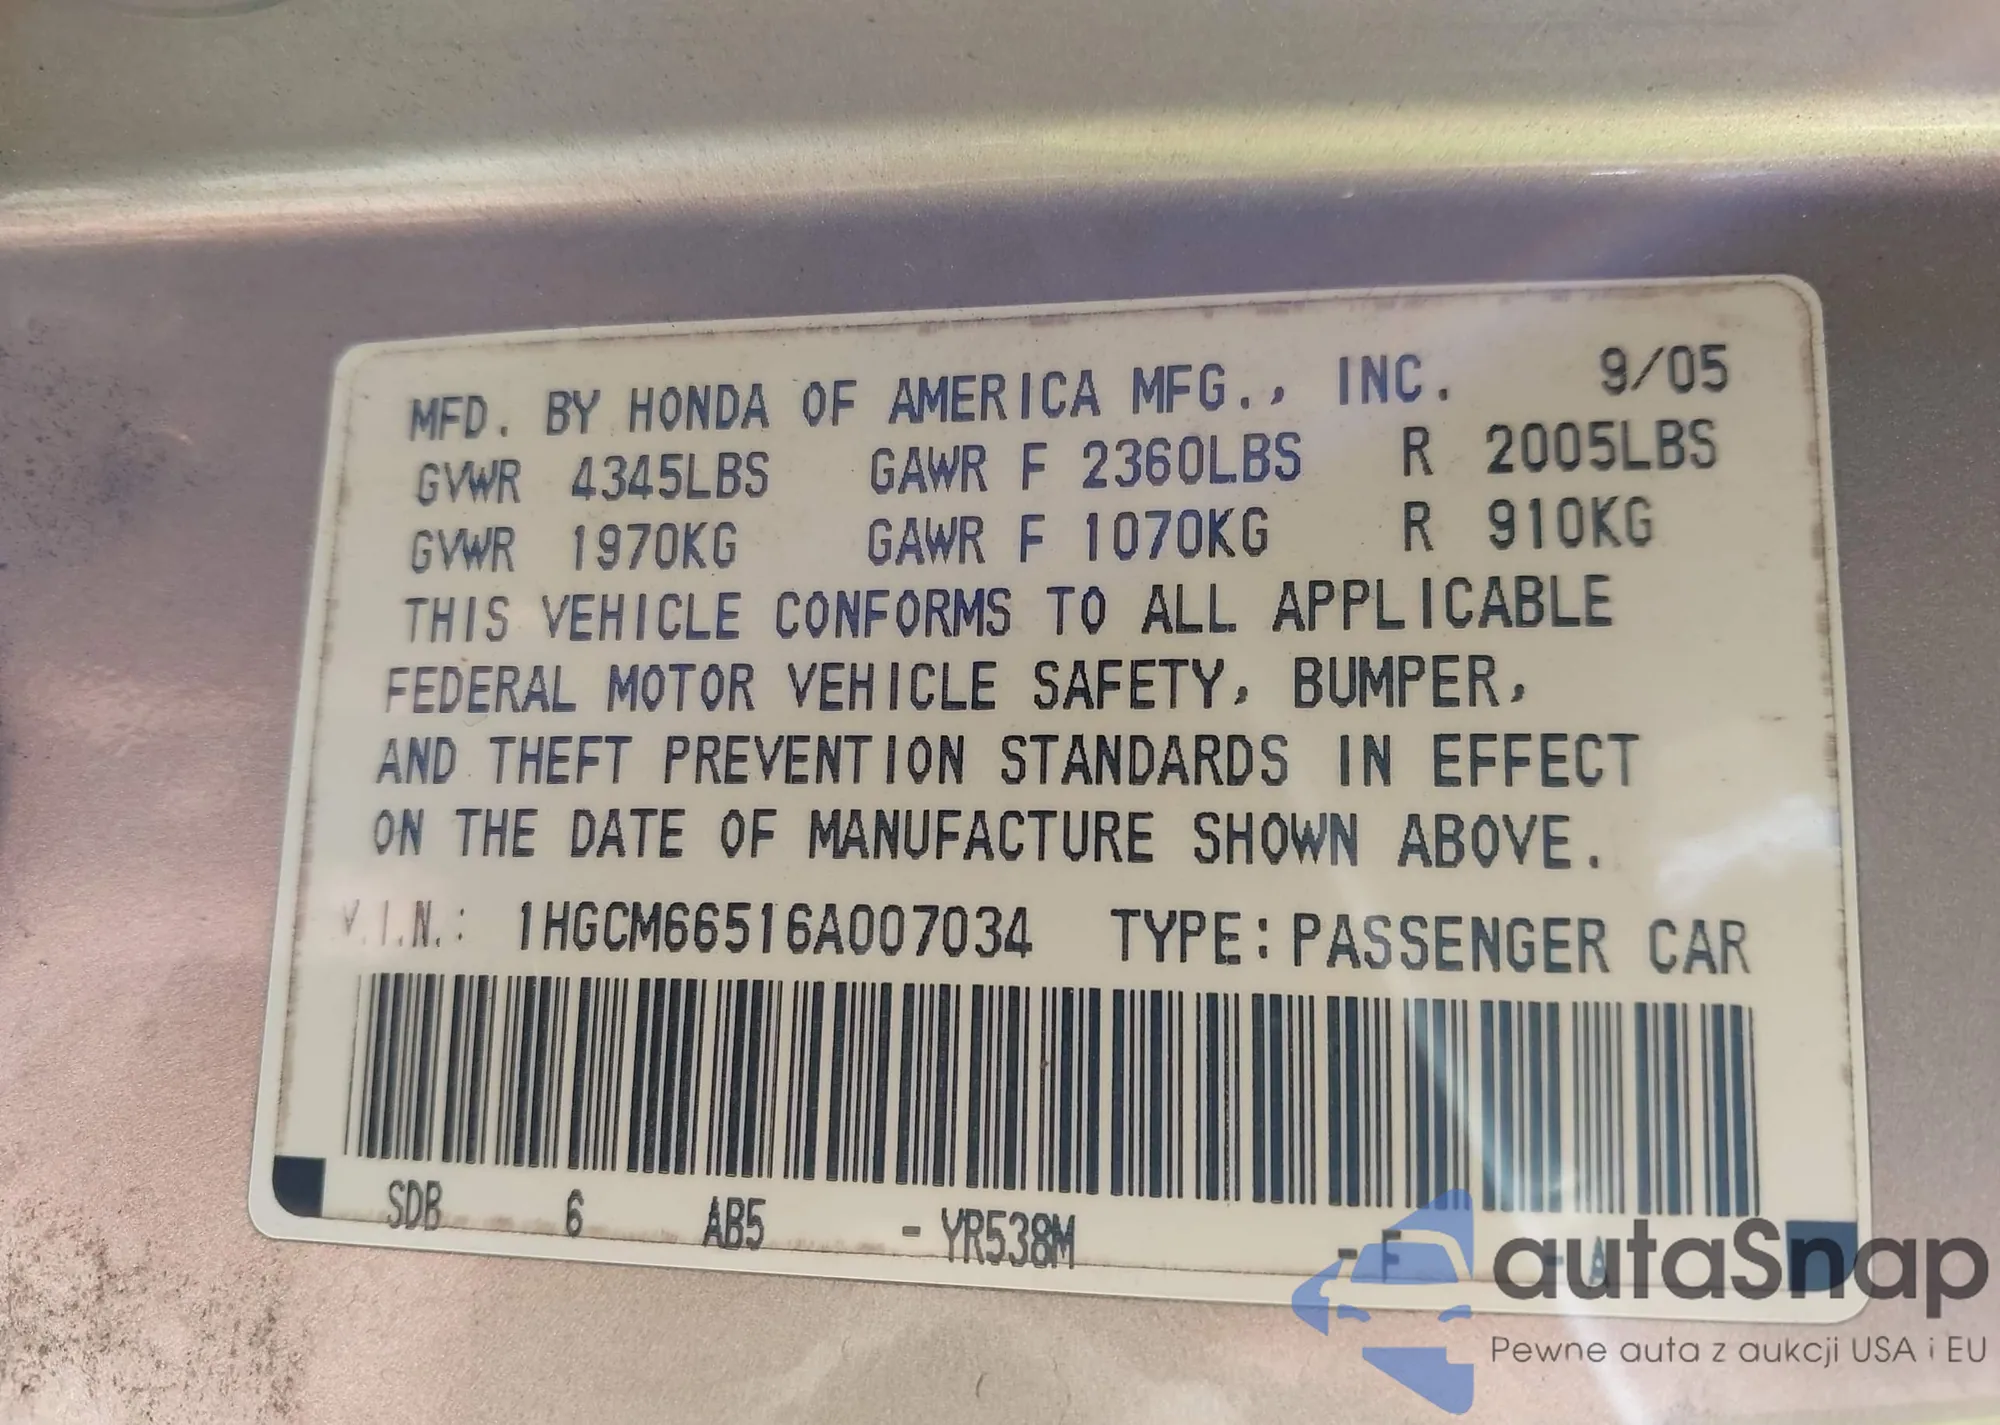 MFD. BY HONDA OF AMERICA MFG., INC. 9/05
GVWR 4345LBS GAWR F 2360LBS R 2005LBS
GVWR 1970KG GAWR F 1070KG R 910KG
THIS VEHICLE CONFORMS TO ALL APPLICABLE
FEDERAL MOTOR VEHICLE SAFETY, BUMPER,
AND THEFT PREVENTION STANDARDS IN EFFECT
ON THE DATE OF MANUFACTURE SHOWN ABOVE.
V.I.N.: 1HGCM66516A007034 TYPE: PASSENGER CAR
SDB 6 AB5 - YR538M - F - A
autaSnap
Pewne auta z aukcji USA i EU